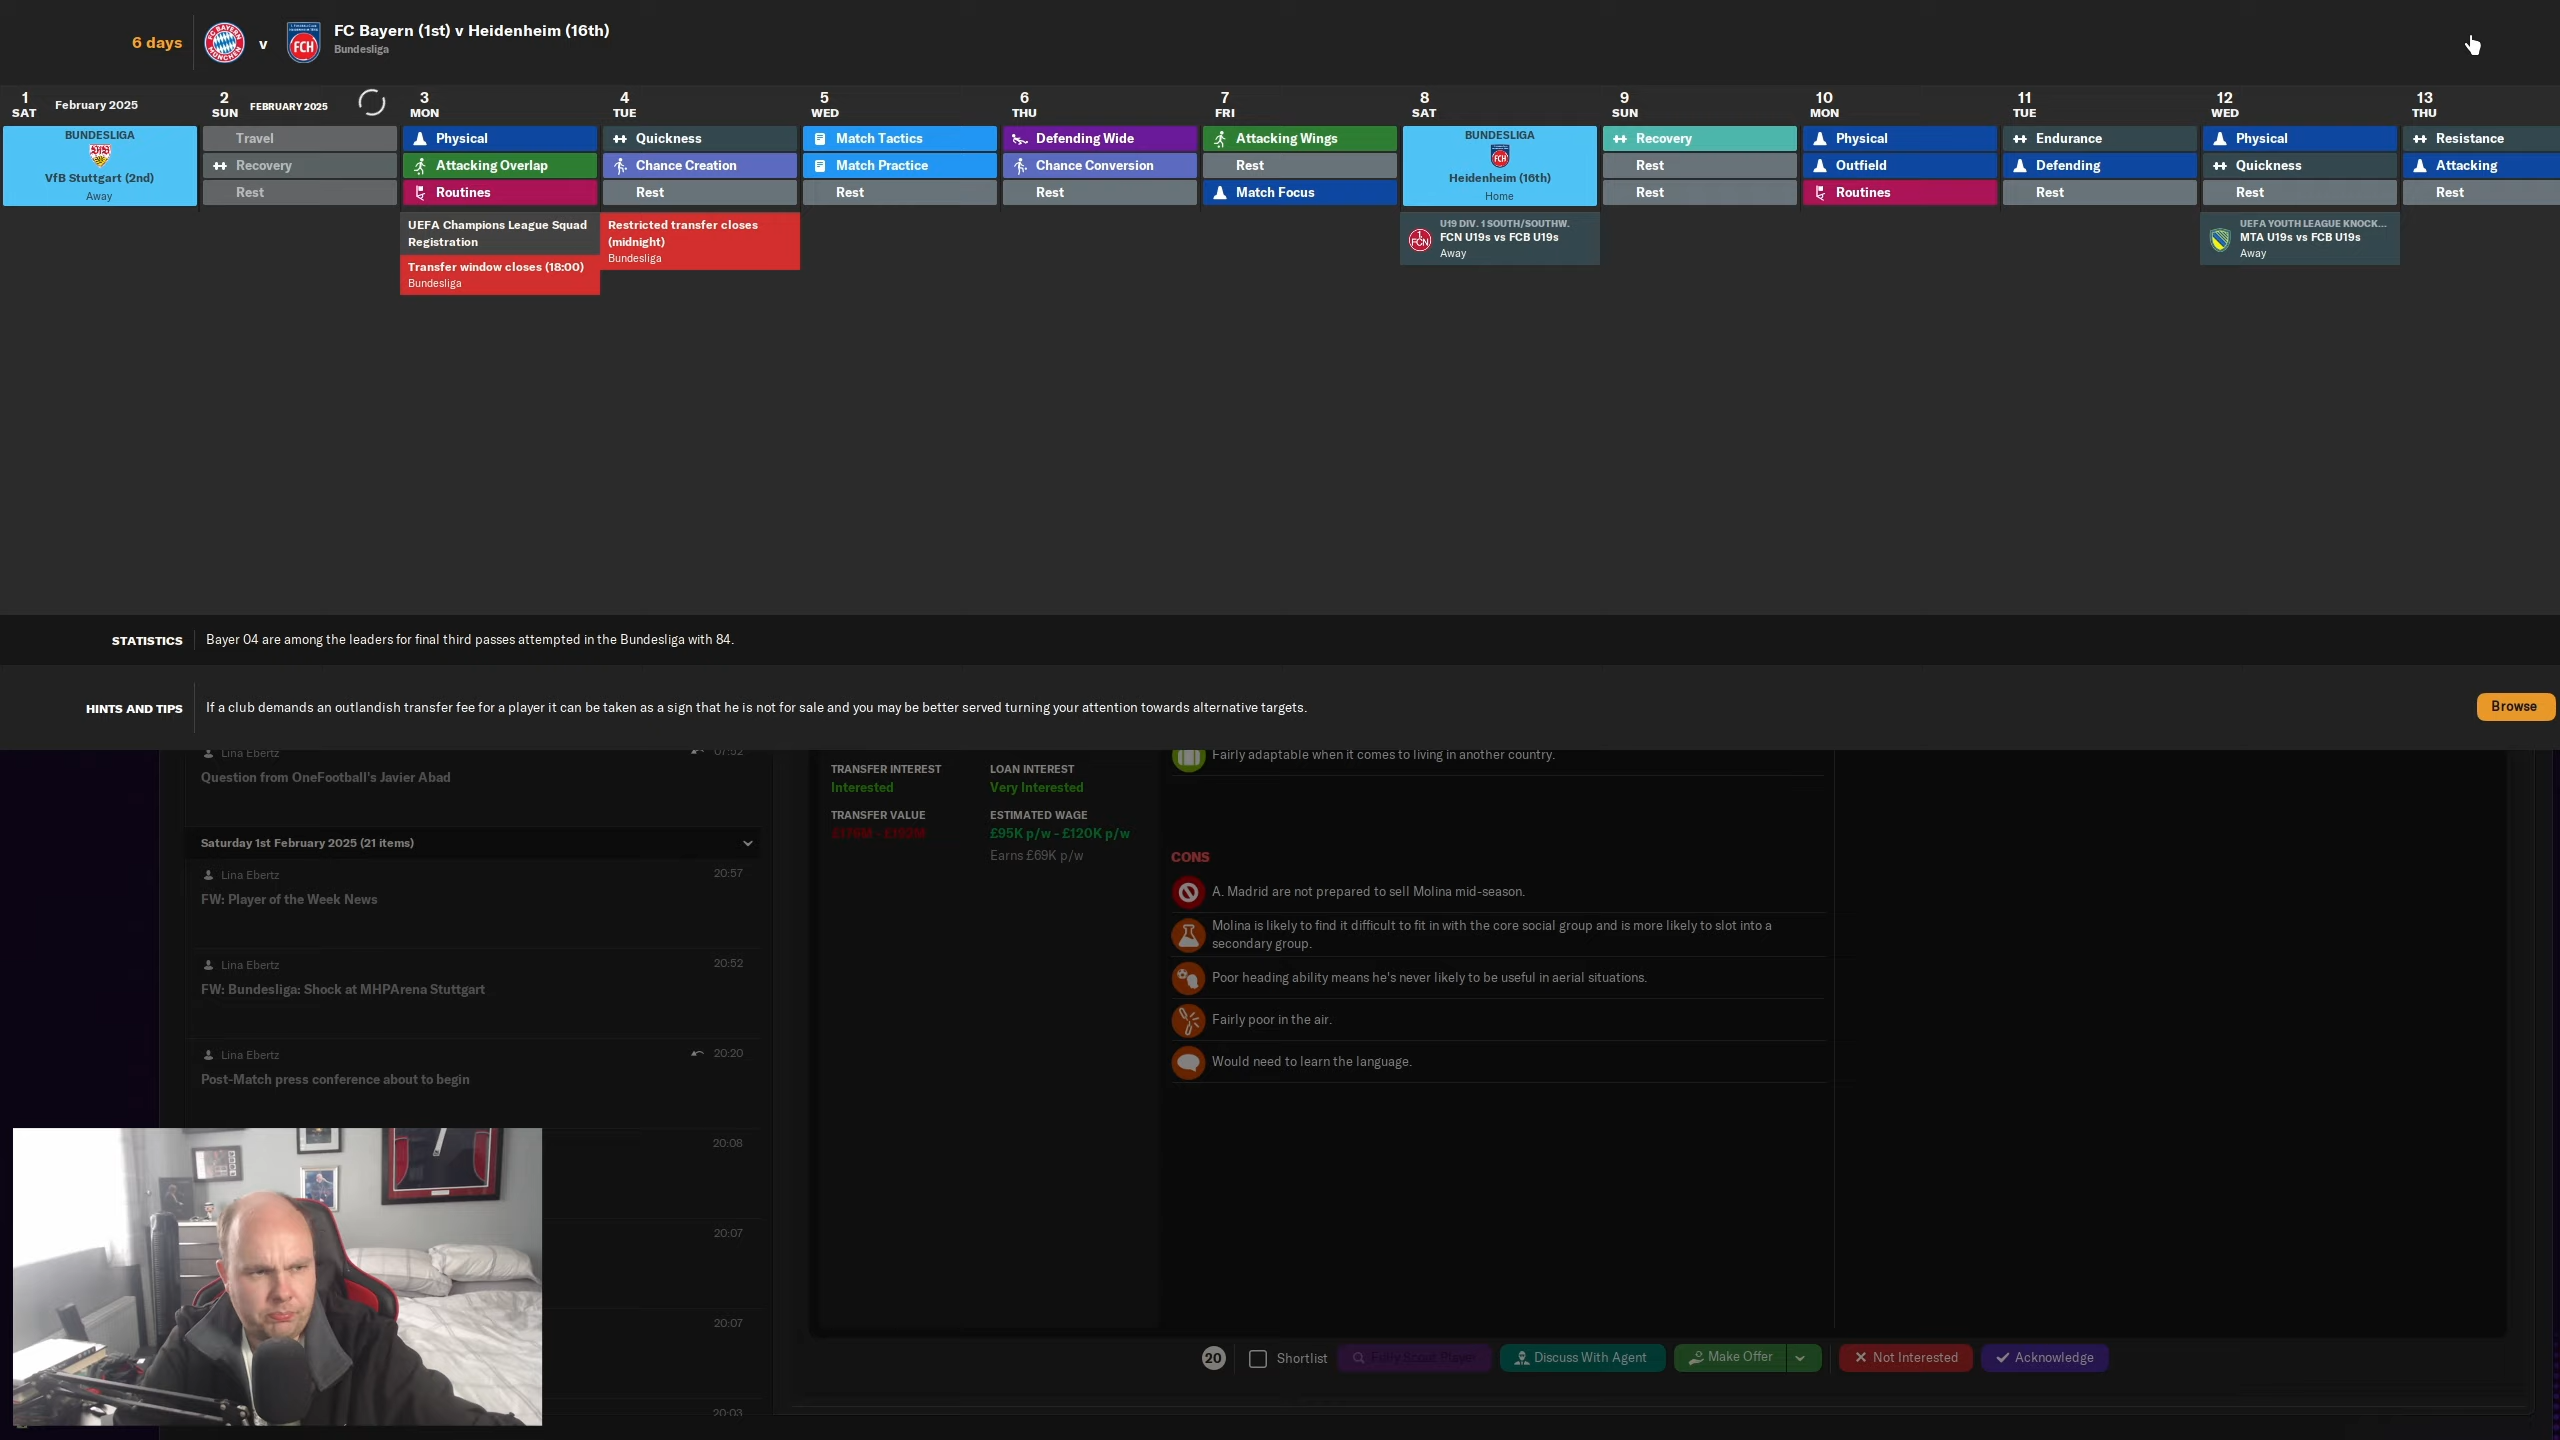 6 days
v
FC Bayern (1st) v Heidenheim (16th)
Bundesliga
1
SAT
February 2025
BUNDESLIGA
VfB Stuttgart (2nd)
Away
2
SUN
FEBRUARY 2025
Travel
Recovery
Rest
3
MON
Physical
Attacking Overlap
Routines
UEFA Champions League Squad
Registration
Transfer window closes (18:00)
Bundesliga
4
TUE
Quickness
Chance Creation
Rest
Restricted transfer closes
(midnight)
Bundesliga
5
WED
Match Tactics
Match Practice
Rest
6
THU
Defending Wide
Chance Conversion
Rest
7
FRI
Attacking Wings
Rest
Match Focus
8
SAT
BUNDESLIGA
FCH
Heidenheim (16th)
Home
U19 DIV. 1 SOUTH/SOUTHW.
FCN U19s vs FCB U19s
Away
9
SUN
Recovery
Rest
Rest
10
MON
Physical
Outfield
Routines
11
TUE
Endurance
Defending
Rest
12
WED
Physical
Quickness
Rest
UEFA YOUTH LEAGUE KNOCK...
MTA U19s vs FCB U19s
Away
13
THU
Resistance
Attacking
Rest
STATISTICS
Bayer 04 are among the leaders for final third passes attempted in the Bundesliga with 84.
HINTS AND TIPS
If a club demands an outlandish transfer fee for a player it can be taken as a sign that he is not for sale and you may be better served turning your attention towards alternative targets.
Browse
Lina Ebertz
07:52
Question from OneFootball's Javier Abad
Saturday 1st February 2025 (21 items)
Lina Ebertz
20:57
FW: Player of the Week News
Lina Ebertz
20:52
FW: Bundesliga: Shock at MHPArena Stuttgart
Lina Ebertz
20:20
Post-Match press conference about to begin
20:08
20:07
20:07
20:03
TRANSFER INTEREST
Interested
LOAN INTEREST
Very Interested
TRANSFER VALUE
£176M - £192M
ESTIMATED WAGE
£95K p/w - £120K p/w
Earns £69K p/w
Fairly adaptable when it comes to living in another country.
CONS
A. Madrid are not prepared to sell Molina mid-season.
Molina is likely to find it difficult to fit in with the core social group and is more likely to slot into a
secondary group.
Poor heading ability means he's never likely to be useful in aerial situations.
Fairly poor in the air.
Would need to learn the language.
20
Shortlist
Fully Scout Player
Discuss With Agent
Make Offer
Not Interested
Acknowledge